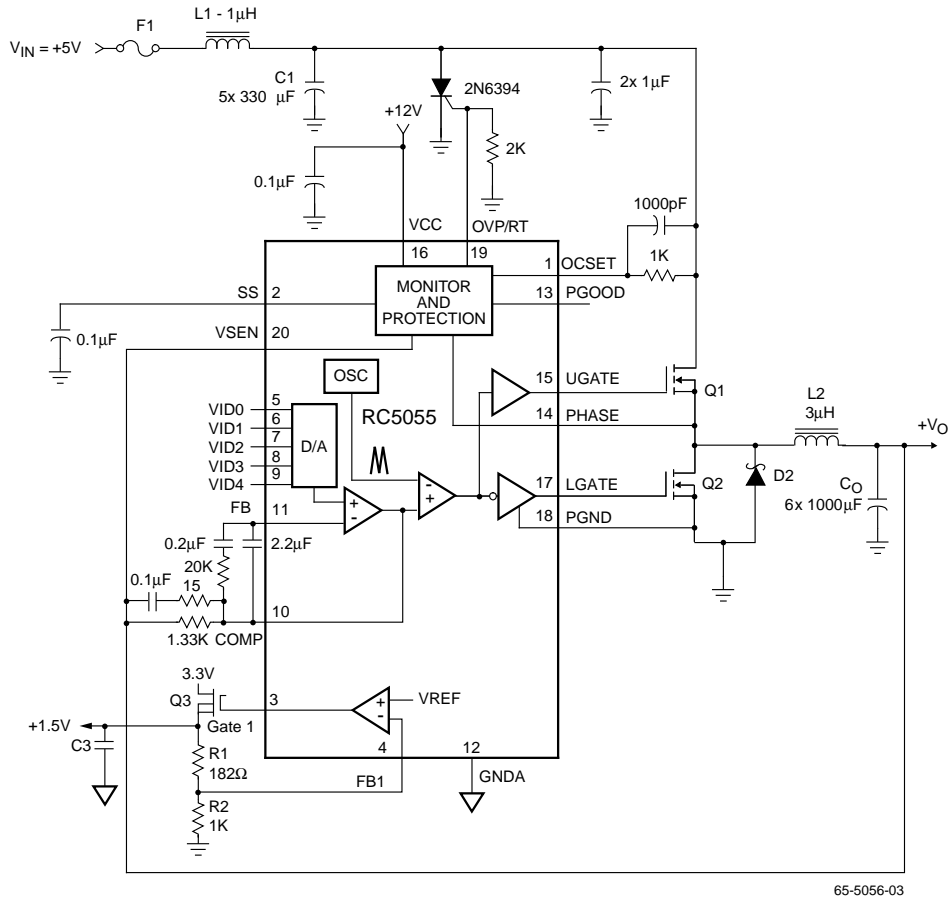 F1
L1 - 1µH
VIN = +5V
C1
5x 330 µF
2N6394
2x 1µF
+12V
2K
0.1µF
1000pF
VCC
OVP/RT
16
19
1
OCSET
1K
MONITOR
AND
PROTECTION
13
PGOOD
SS
2
0.1µF
VSEN
20
OSC
15
UGATE
Q1
VID0
5
VID1
6
VID2
7
VID3
8
VID4
9
D/A
RC5055
14
PHASE
L2
3µH
+VO
17
LGATE
Q2
D2
CO
6x 1000µF
18
PGND
FB
11
0.2µF
2.2µF
20K
0.1µF
15
10
1.33K
COMP
3.3V
Q3
3
Gate 1
VREF
+1.5V
C3
R1
182Ω
4
12
FB1
GNDA
R2
1K
65-5056-03